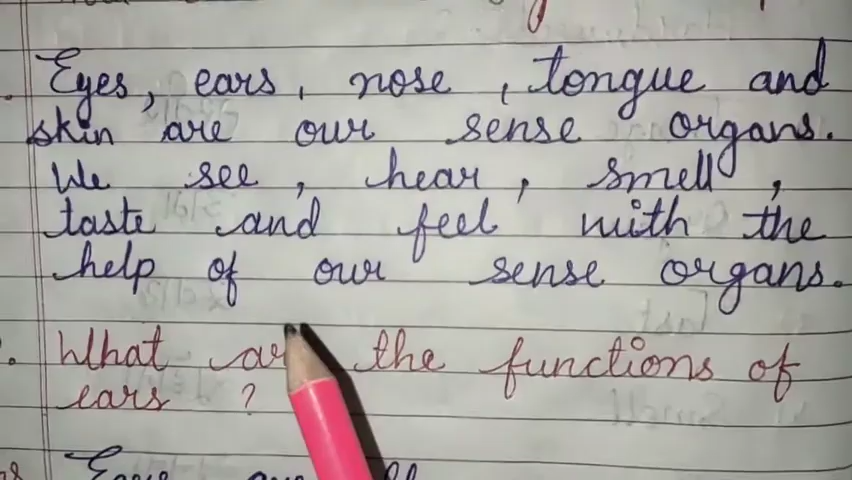 Eyes, ears, nose, tongue and
skin are our sense organs.
We see, hear, smell,
taste and feel with the
help of our sense organs.
What ar the functions of
ears ?